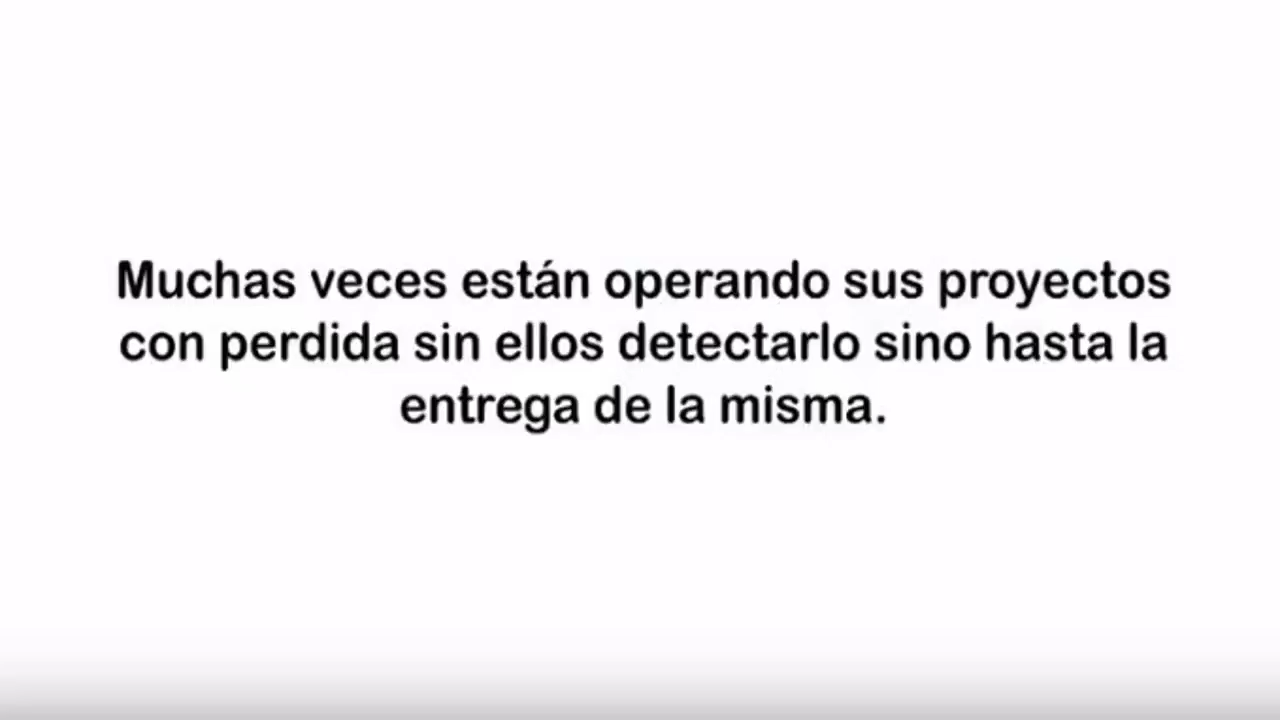 Muchas veces están operando sus proyectos
con perdida sin ellos detectarlo sino hasta la
entrega de la misma.